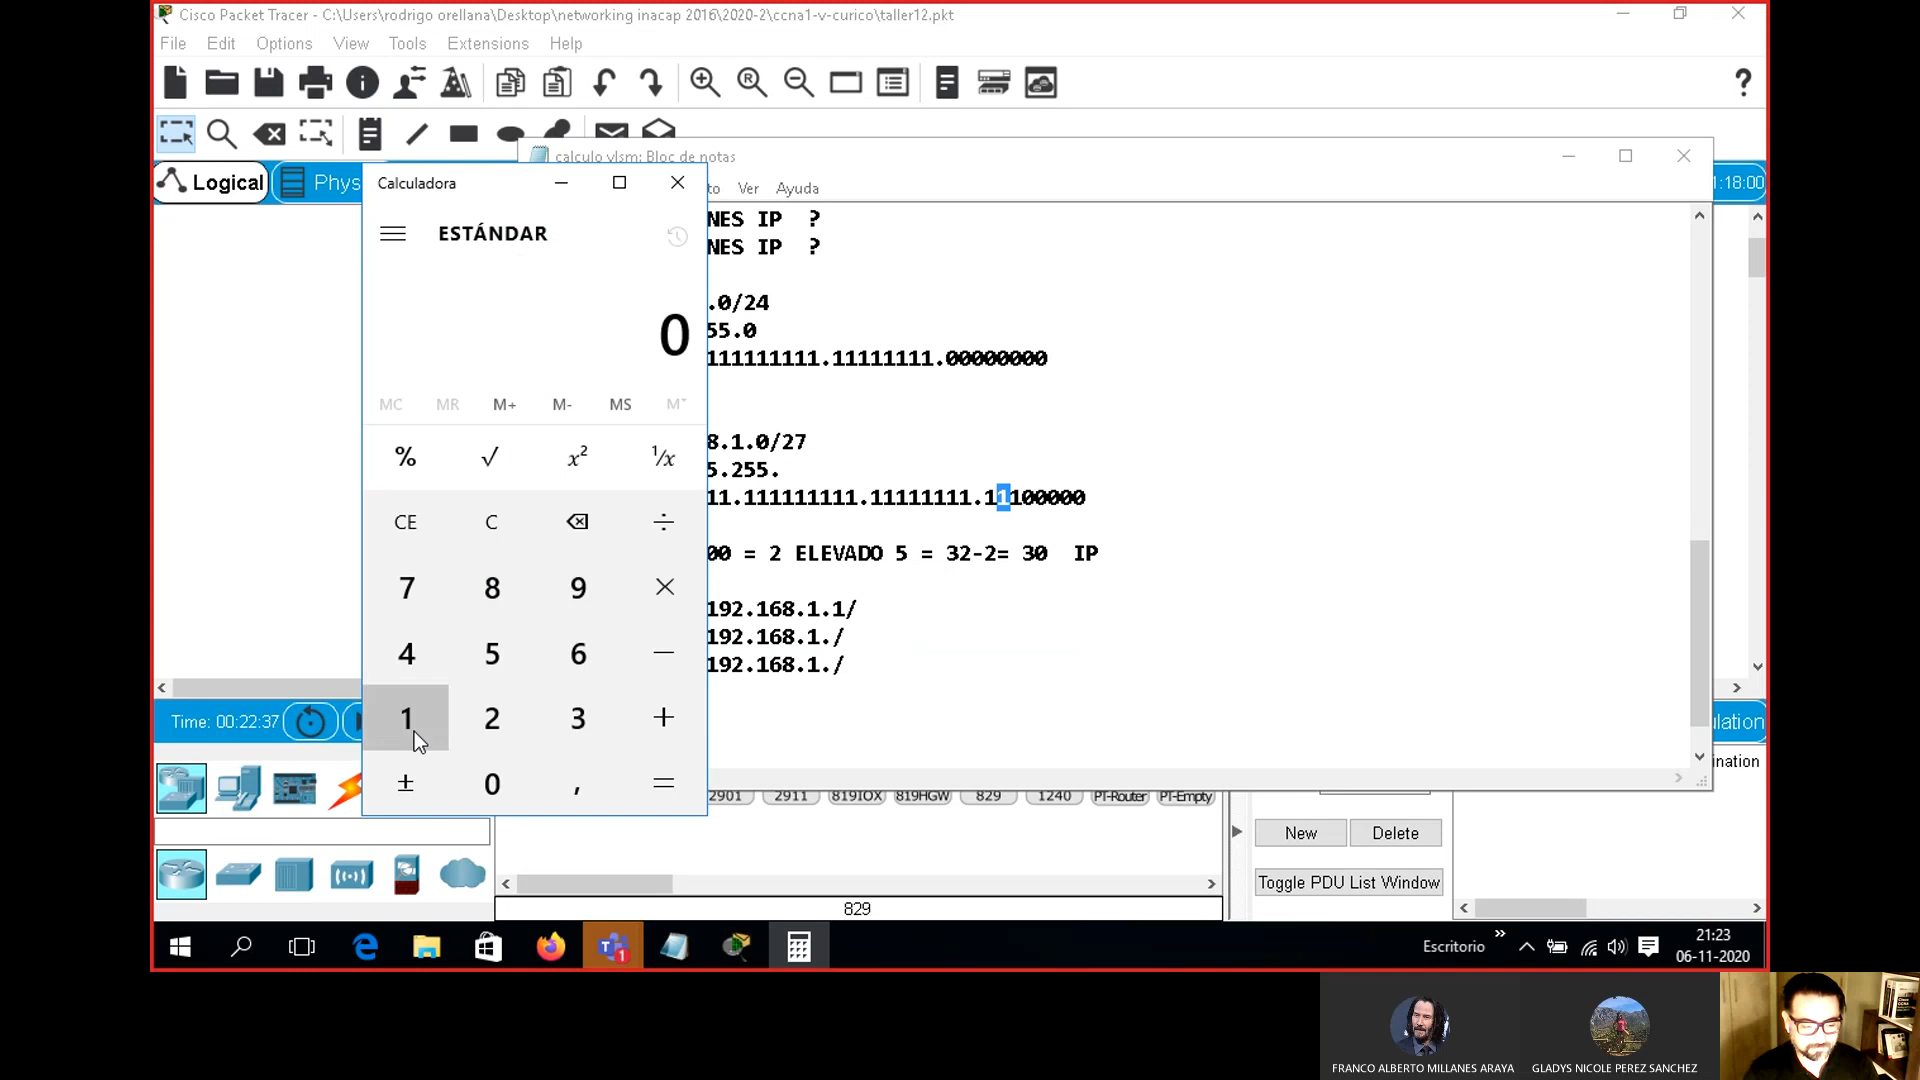 Cisco Packet Tracer - C:\Users\rodrigo orellana\Desktop\networking inacap 2016\2020-2\ccna1-v-curico\taller12.pkt
File Edit Options View Tools Extensions Help
?
calculo vlsm: Bloc de notas
Logical
Phys
1:18:00
Calculadora
to Ver Ayuda
ESTÁNDAR
NES IP ?
NES IP ?
0
.0/24
55.0
111111111.11111111.00000000
MC MR M+ M- MS M˅
8.1.0/27
5.255.
11.111111111.11111111.11100000
00 = 2 ELEVADO 5 = 32-2= 30 IP
192.168.1.1/
192.168.1./
192.168.1./
% √ x² ¹/x
CE C ÷
7 8 9 ×
4 5 6 −
1 2 3 +
± 0 , =
Time: 00:22:37
ulation
ination
2901 2911 819IOX 819HGW 829 1240 PT-Router PT-Empty
New Delete
Toggle PDU List Window
829
1
Escritorio
»
21:23
06-11-2020
FRANCO ALBERTO MILLANES ARAYA
GLADYS NICOLE PEREZ SANCHEZ